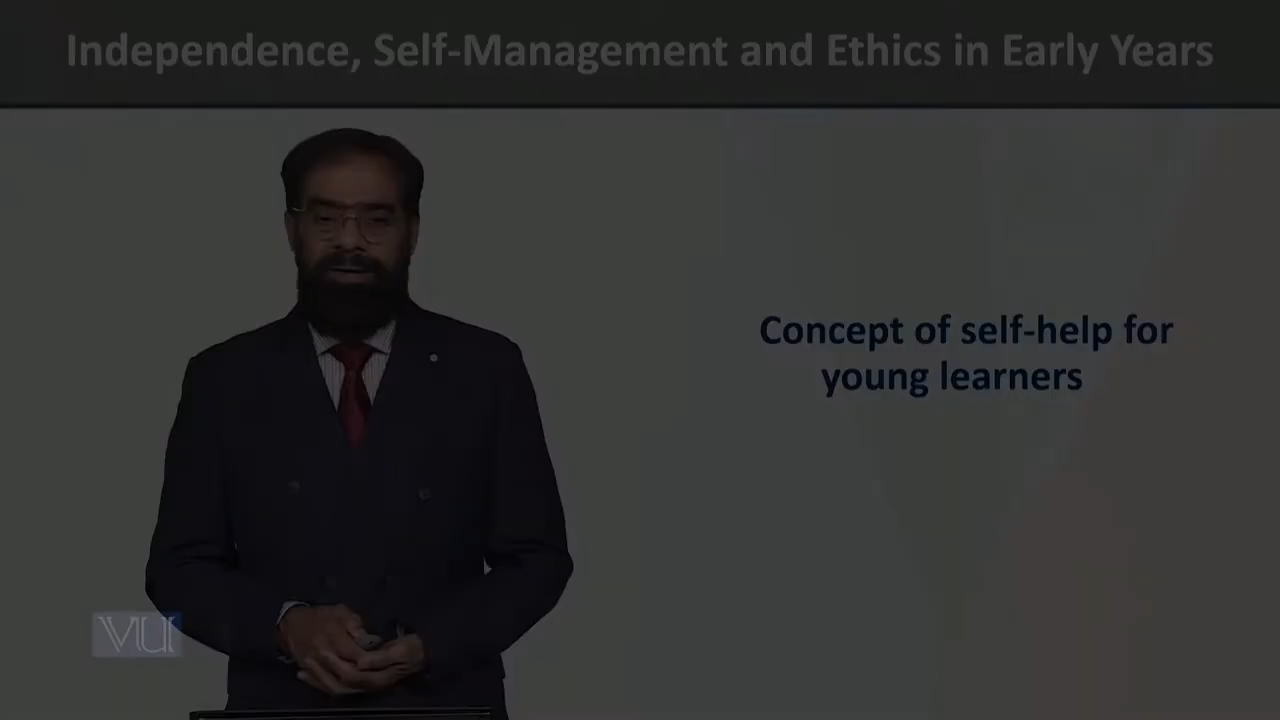 Independence, Self-Management and Ethics in Early Years
Concept of self-help for
young learners
VU